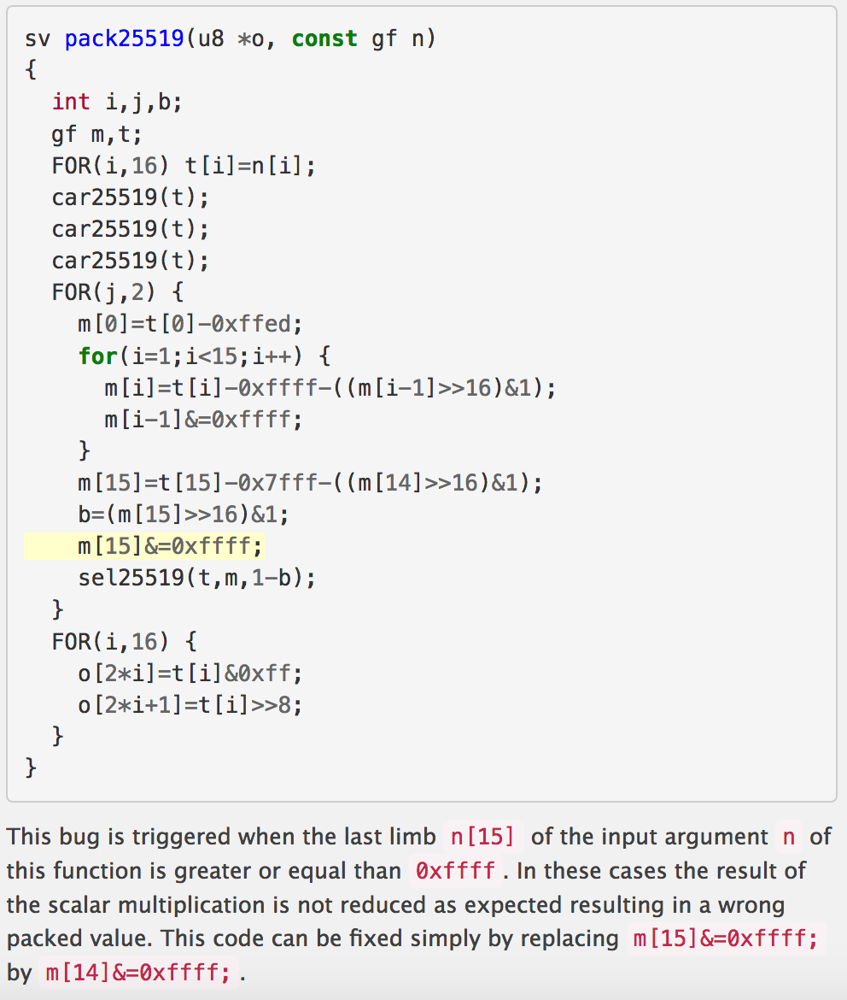 sv pack25519(u8 *o, const gf n)
{
  int i,j,b;
  gf m,t;
  FOR(i,16) t[i]=n[i];
  car25519(t);
  car25519(t);
  car25519(t);
  FOR(j,2) {
    m[0]=t[0]-0xffed;
    for(i=1;i<15;i++) {
      m[i]=t[i]-0xffff-((m[i-1]>>16)&1);
      m[i-1]&=0xffff;
    }
    m[15]=t[15]-0x7fff-((m[14]>>16)&1);
    b=(m[15]>>16)&1;
    m[15]&=0xffff;
    sel25519(t,m,1-b);
  }
  FOR(i,16) {
    o[2*i]=t[i]&0xff;
    o[2*i+1]=t[i]>>8;
  }
}
This bug is triggered when the last limb n[15] of the input argument n of
this function is greater or equal than 0xffff. In these cases the result of
the scalar multiplication is not reduced as expected resulting in a wrong
packed value. This code can be fixed simply by replacing m[15]&=0xffff;
by m[14]&=0xffff; .